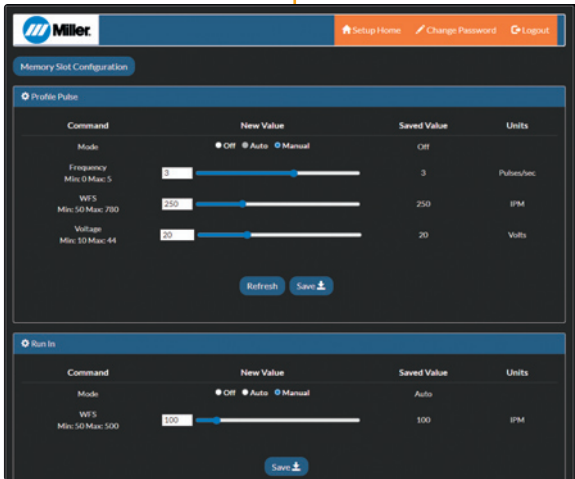 Miller.
Setup Home Change Password Logout
Memory Slot Configuration
Profile Pulse
Command New Value Saved Value Units
Mode Off Auto Manual Off
Frequency
Min: 0 Max: 5
3 3 Pulses/sec
WFS
Min: 50 Max: 780
250 250 IPM
Voltage
Min: 10 Max: 44
20 20 Volts
Refresh Save
Run In
Command New Value Saved Value Units
Mode Off Auto Manual Auto
WFS
Min: 50 Max: 500
100 100 IPM
Save